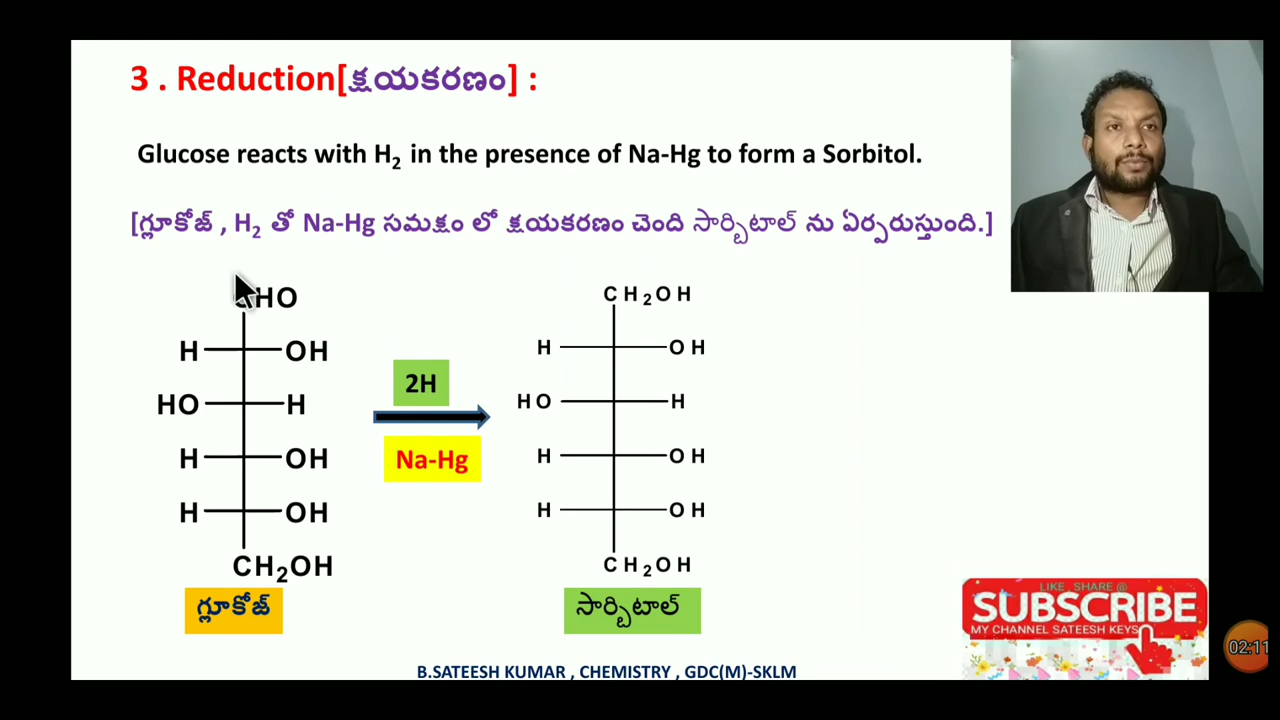 3 . Reduction[క్షయకరణం] :
Glucose reacts with H₂ in the presence of Na-Hg to form a Sorbitol.
[గ్లూకోజ్ , H₂ తో Na-Hg సమక్షం లో క్షయకరణం చెంది సార్బిటాల్ ను ఏర్పరుస్తుంది.]
CHO
H OH
HO H
H OH
H OH
CH₂OH
గ్లూకోజ్
2H
Na-Hg
CH₂OH
H OH
HO H
H OH
H OH
CH₂OH
సార్బిటాల్
LIKE, SHARE @
SUBSCRIBE
MY CHANNEL SATEESH KEYS
02:11
B.SATEESH KUMAR , CHEMISTRY , GDC(M)-SKLM